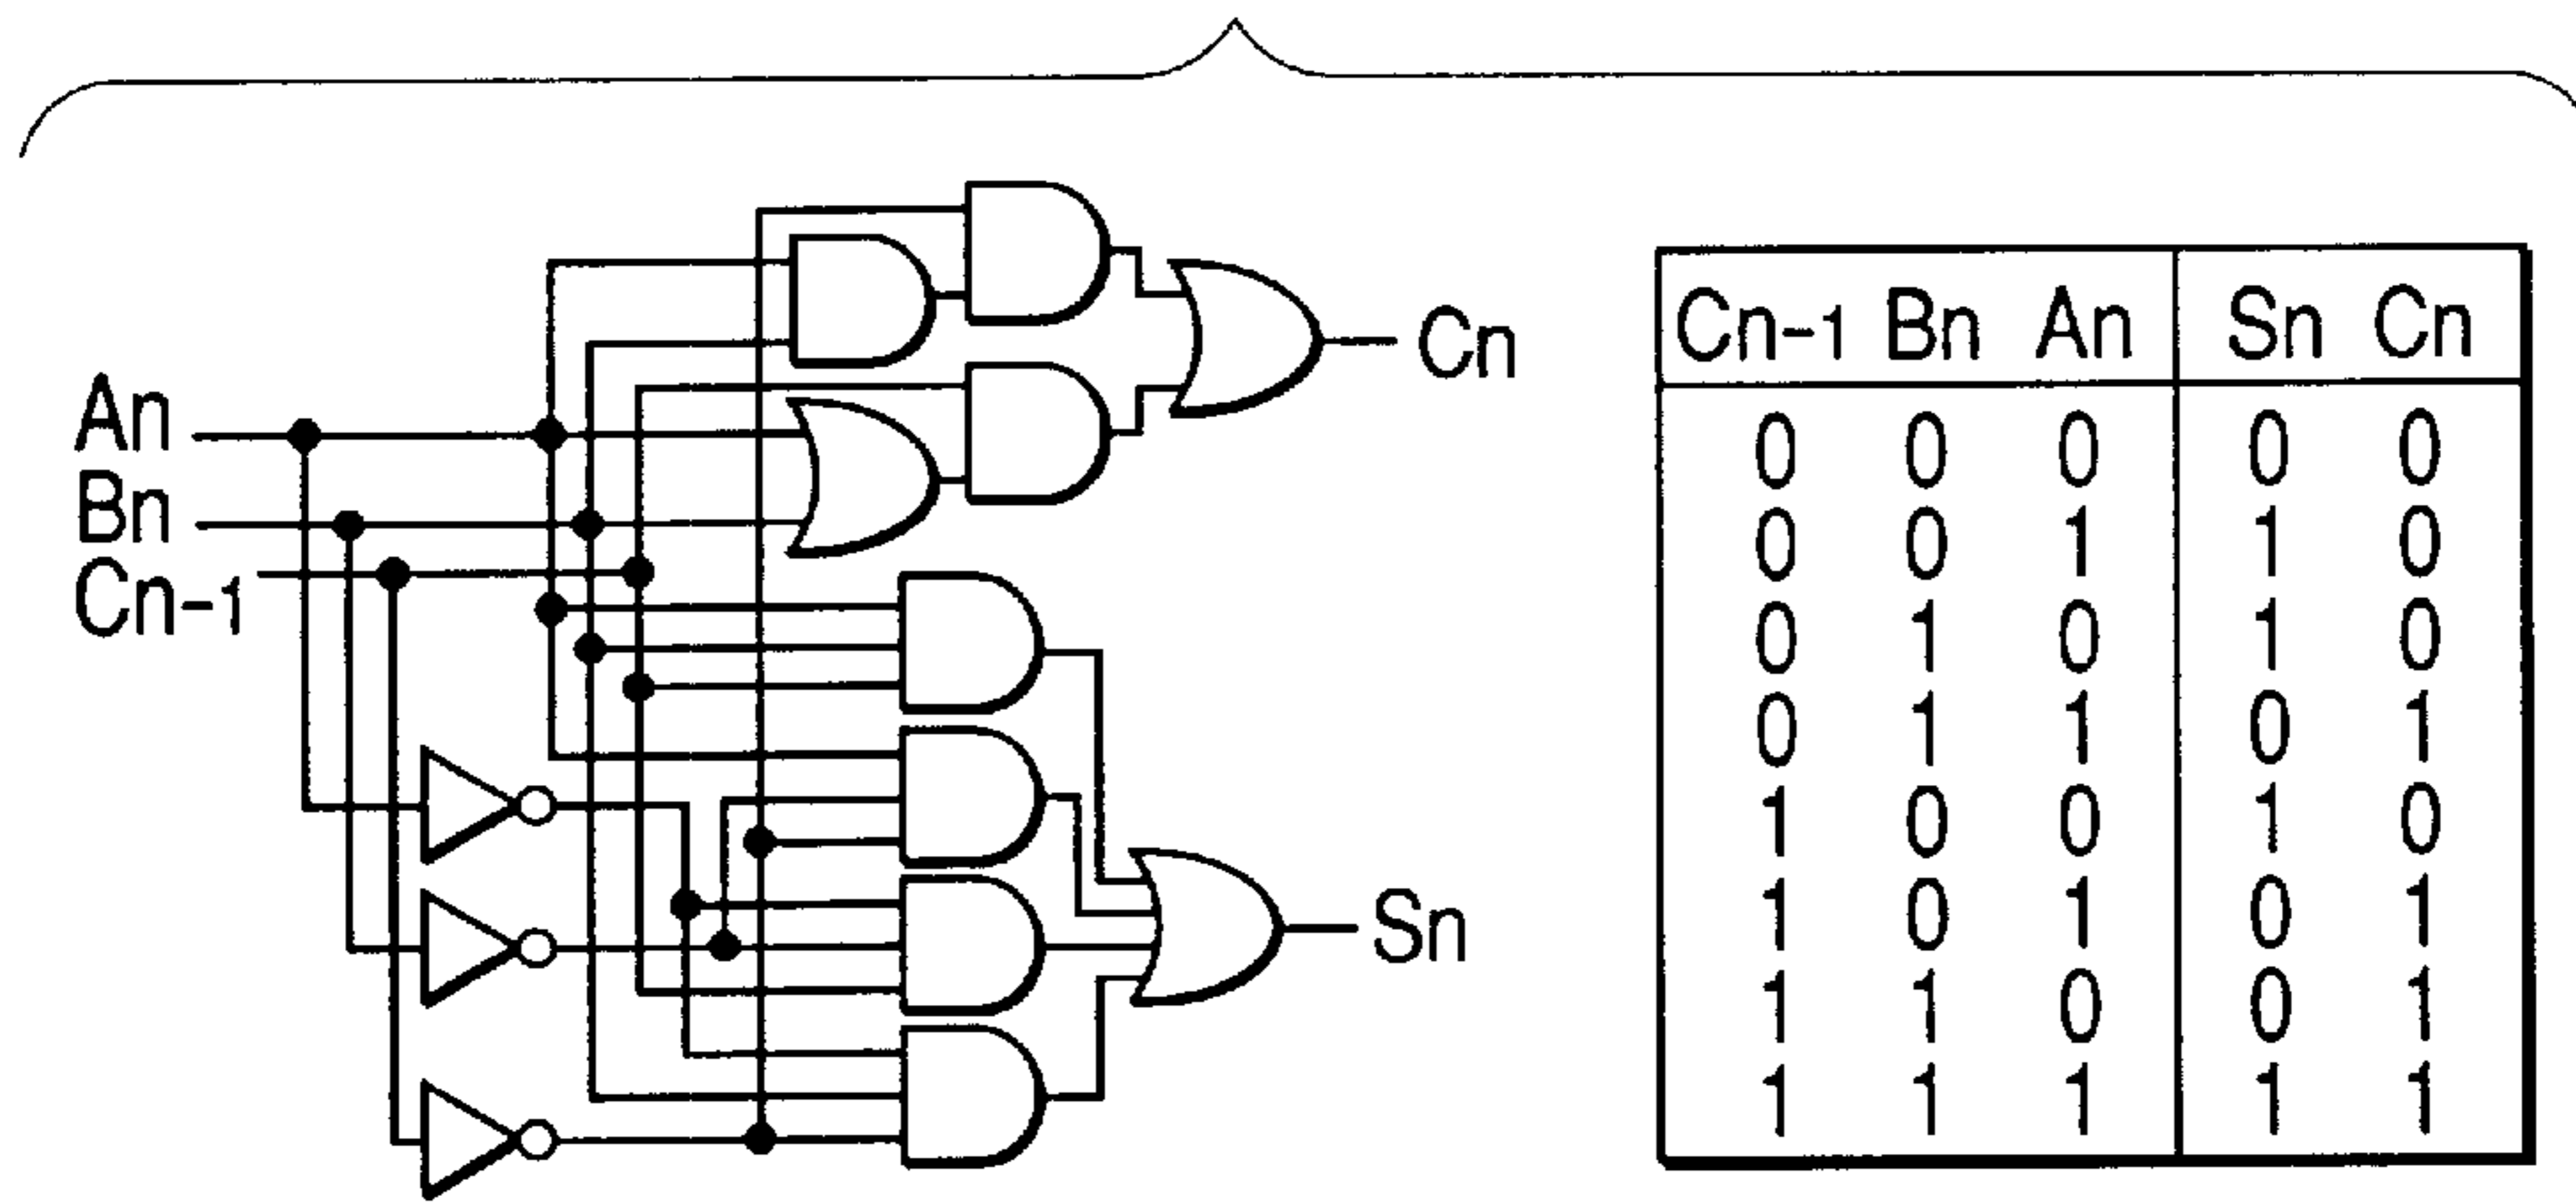 An
Bn
Cn-1
Cn
Sn
Cn-1 Bn An Sn Cn
0 0 0 0 0
0 0 1 1 0
0 1 0 1 0
0 1 1 0 1
1 0 0 1 0
1 0 1 0 1
1 1 0 0 1
1 1 1 1 1